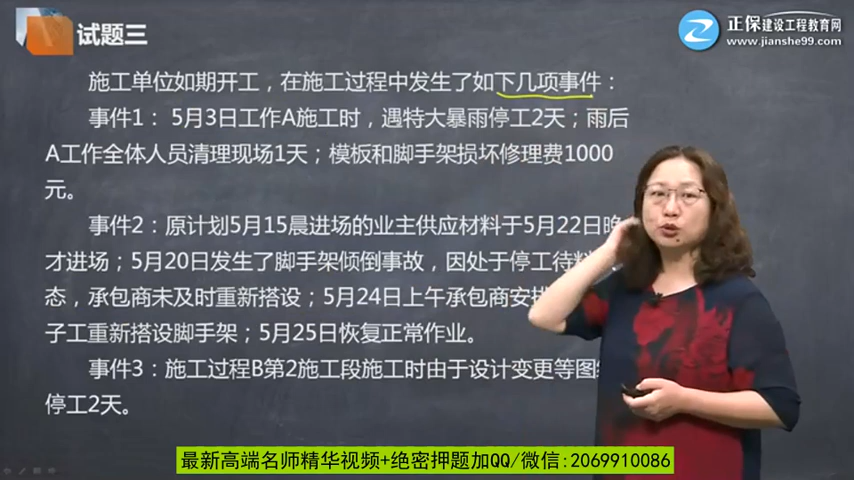 试题三
正保建设工程教育网
www.jianshe99.com
施工单位如期开工，在施工过程中发生了如下几项事件：
事件1： 5月3日工作A施工时，遇特大暴雨停工2天；雨后
A工作全体人员清理现场1天；模板和脚手架损坏修理费1000
元。
事件2：原计划5月15晨进场的业主供应材料于5月22日晚
才进场；5月20日发生了脚手架倾倒事故，因处于停工待料
态，承包商未及时重新搭设；5月24日上午承包商安排
子工重新搭设脚手架；5月25日恢复正常作业。
事件3：施工过程B第2施工段施工时由于设计变更等图
停工2天。
最新高端名师精华视频+绝密押题加QQ/微信:2069910086